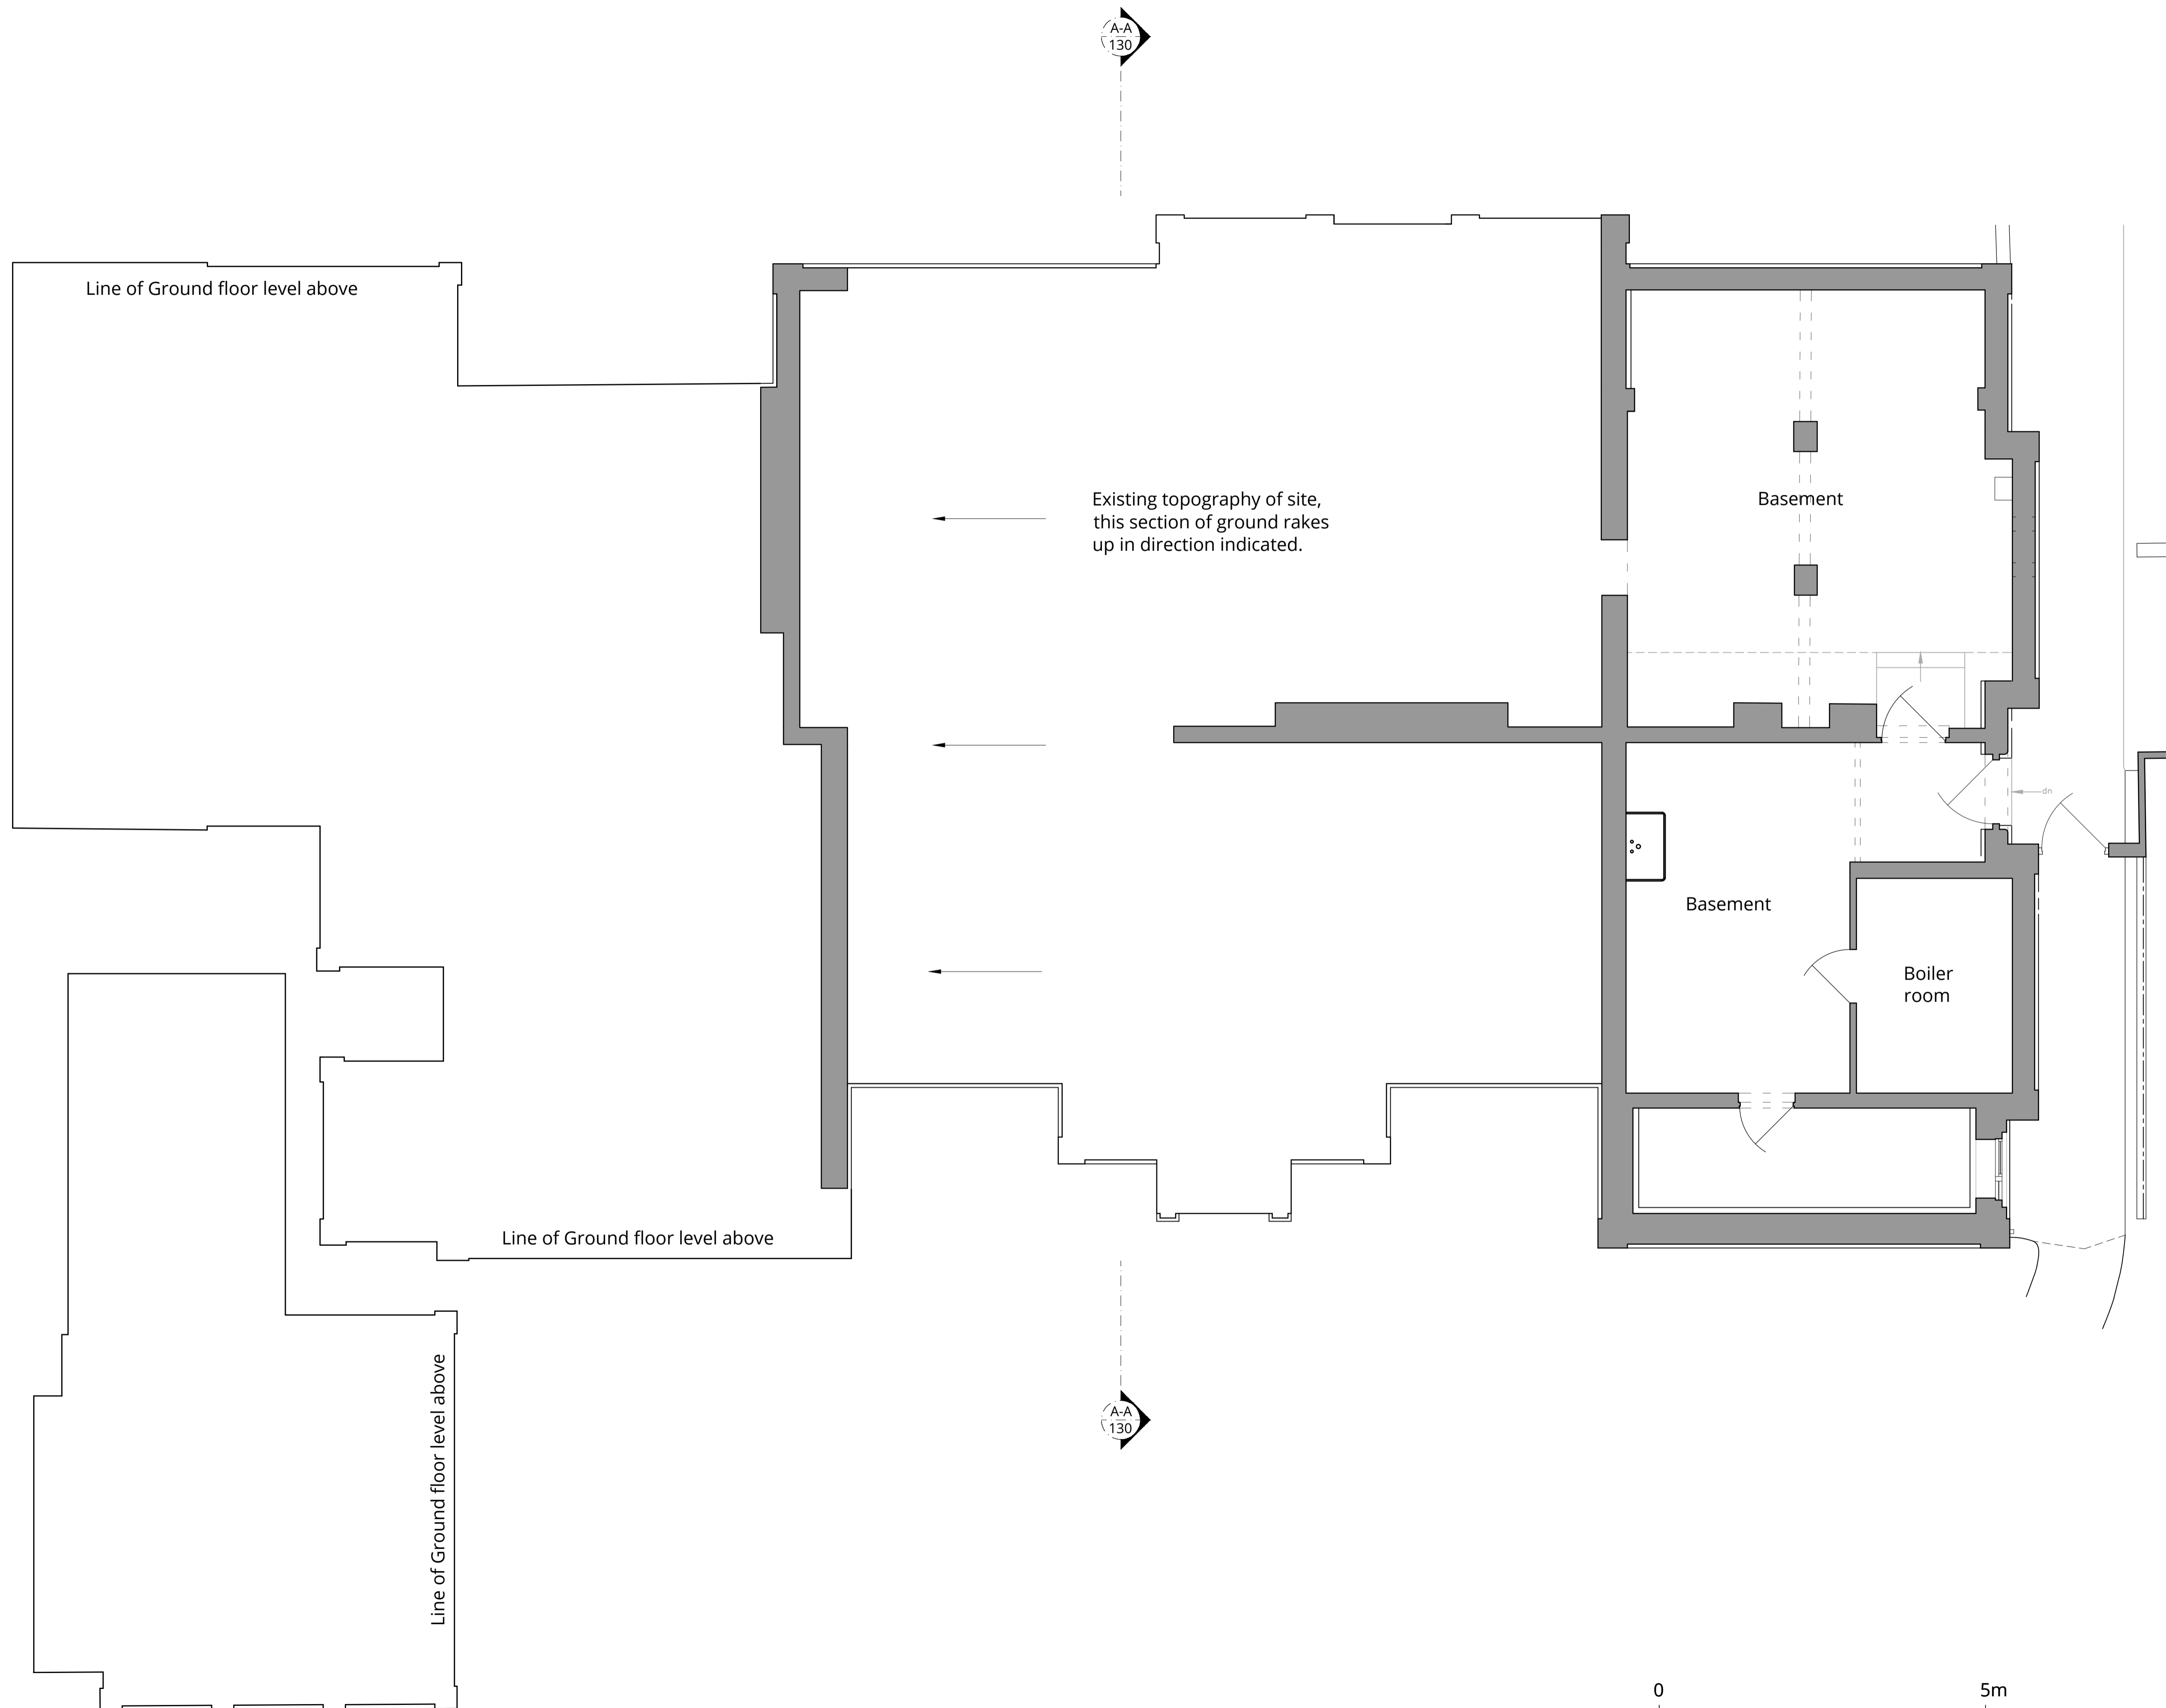 A-A
130
Line of Ground floor level above
Existing topography of site,
this section of ground rakes
up in direction indicated.
Basement
dn
Basement
Boiler
room
Line of Ground floor level above
Line of Ground floor level above
A-A
130
0
5m